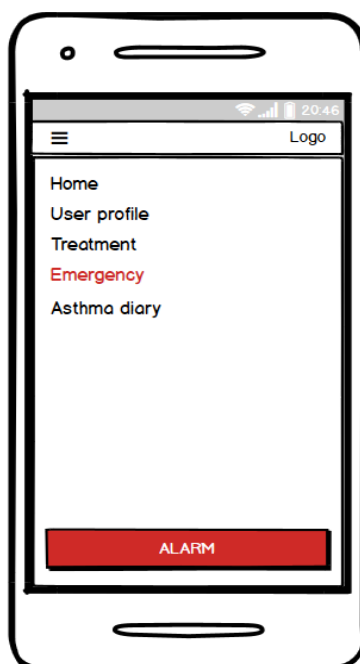 20:46
Logo
Home
User profile
Treatment
Emergency
Asthma diary
ALARM